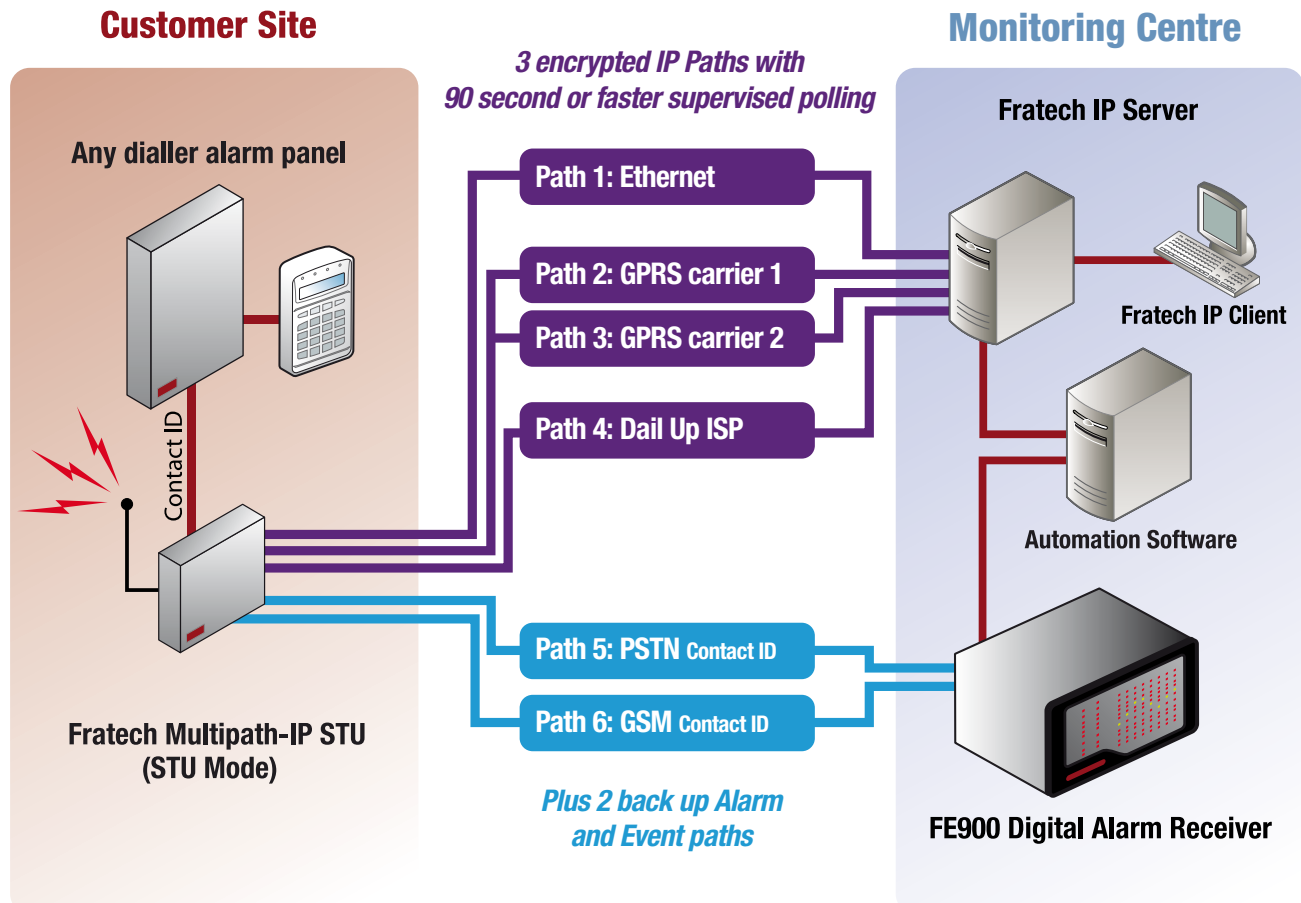 Customer Site
Monitoring Centre
3 encrypted IP Paths with
90 second or faster supervised polling
Any dialler alarm panel
Contact ID
Fratech Multipath-IP STU
(STU Mode)
Path 1: Ethernet
Path 2: GPRS carrier 1
Path 3: GPRS carrier 2
Path 4: Dail Up ISP
Path 5: PSTN Contact ID
Path 6: GSM Contact ID
Plus 2 back up Alarm
and Event paths
Fratech IP Server
Fratech IP Client
Automation Software
FE900 Digital Alarm Receiver